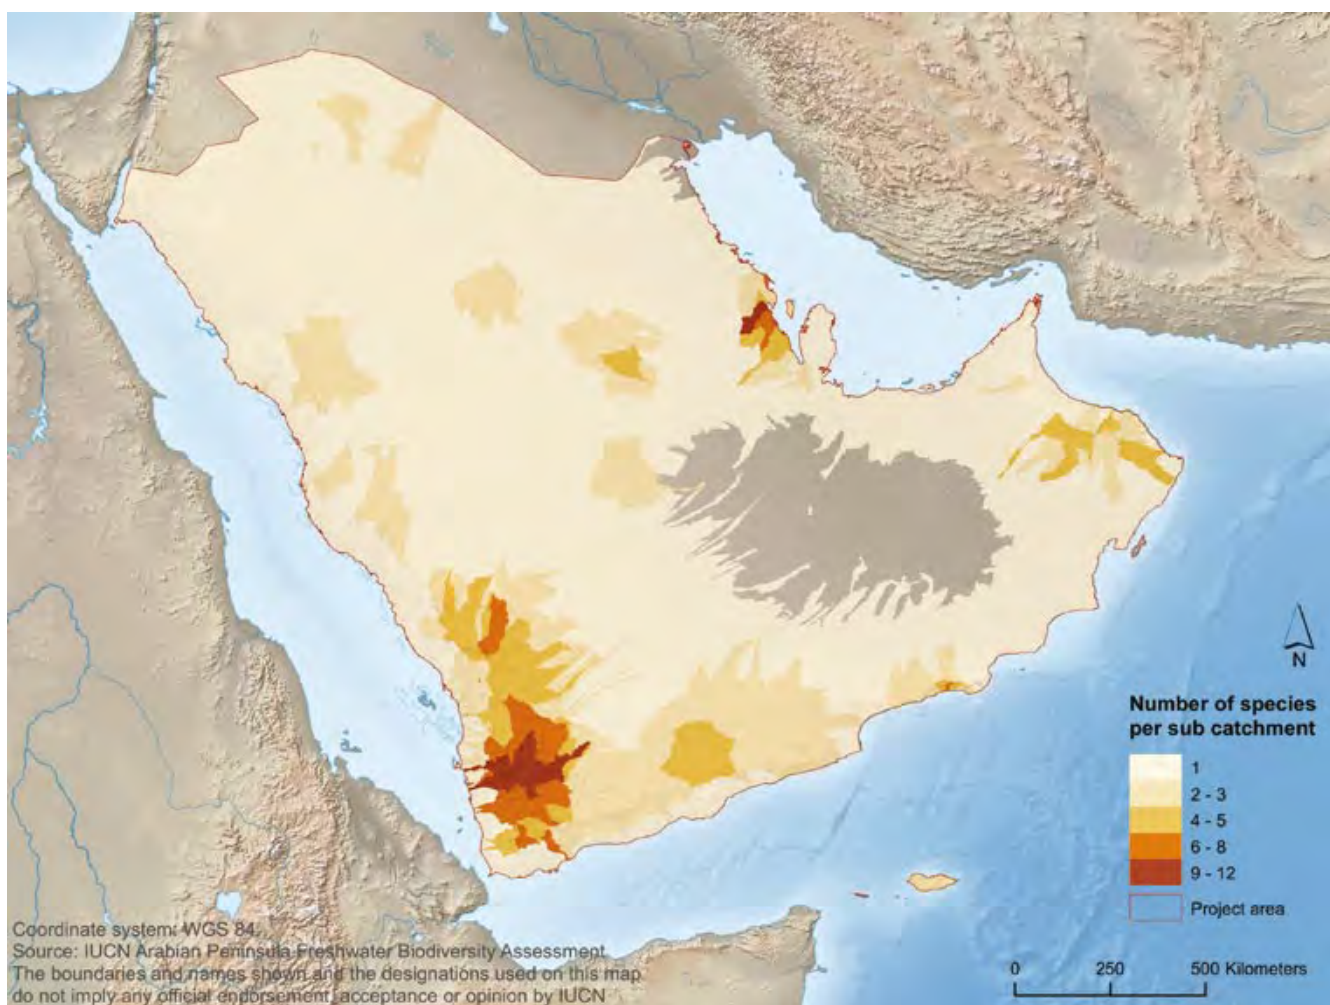 N
Number of species
per sub catchment
1
2 - 3
4 - 5
6 - 8
9 - 12
Project area
0 250 500 Kilometers
Coordinate system: WGS 84.
Source: IUCN Arabian Peninsula Freshwater Biodiversity Assessment
The boundaries and names shown and the designations used on this map
do not imply any official endorsement, acceptance or opinion by IUCN